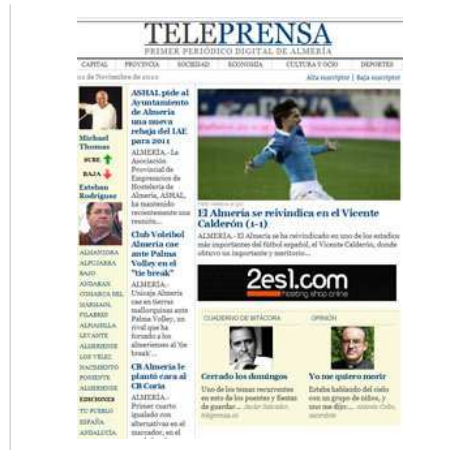 TELEPRENSA
PRIMER PERIÓDICO DIGITAL DE ALMERÍA
CAPITAL PROVINCIA SOCIEDAD ECONOMÍA CULTURA Y OCIO DEPORTES
de Noviembre de 2010
Alta suscriptor | Baja suscriptor
Michael
Thomas
SUBE
BAJA
Esteban
Rodríguez
ALMANZORA
ALPUJARRA
BAJO
ANDARAX
COMARCA DEL
MÁRMOL
FILABRES
ALHAMILLA
LEVANTE
ALMERIENSE
LOS VÉLEZ
NACIMIENTO
PONIENTE
ALMERIENSE
EDICIONES
TU PUEBLO
ESPAÑA
ANDALUCÍA
ASHAL pide al
Ayuntamiento
de Almería
una nueva
rebaja del IAE
para 2011
ALMERÍA.- La
Asociación
Provincial de
Empresarios de
Hostelería de
Almería, ASHAL,
ha mantenido
recientemente una
reunión...
Club Voleibol
Almería cae
ante Palma
Volley en el
"tie break"
ALMERÍA.-
Unicaja Almería
cae en tierras
mallorquinas ante
Palma Volley, un
rival que ha
forzado a los
almerienses al 'tie
break'...
CB Almería le
plantó cara al
CB Coria
ALMERÍA.-
Primer cuarto
igualado con
alternativas en el
marcador, en el
El Almería se reivindica en el Vicente
Calderón (1-1)
ALMERÍA.- El Almería se ha reivindicado en uno de los estadios
más importantes del fútbol español, el Vicente Calderón, donde
obtuvo un importante y meritorio...
2esl.com
hosting shop online
CUADERNO DE BITÁCORA
Cerrado los domingos
Uno de los temas recurrentes
en esto de los puentes y fiestas
de guardar...
OPINIÓN
Yo me quiero morir
Estaba hablando del cielo
con un grupo de niños, y
uno me dijo...